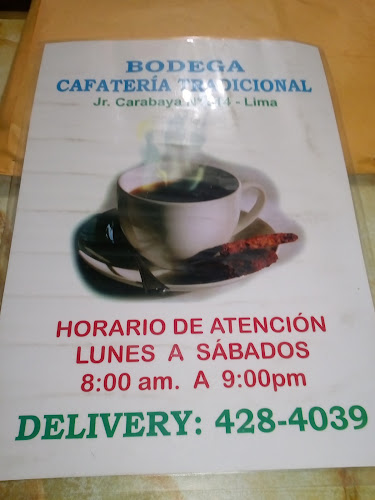 BODEGA
CAFATERÍA TRADICIONAL
Jr. Carabaya - Lima
HORARIO DE ATENCIÓN
LUNES A SÁBADOS
8:00 am. A 9:00pm
DELIVERY: 428-4039